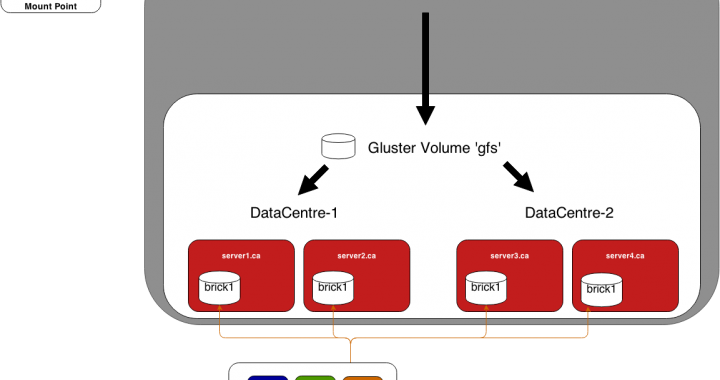 Mount Point
Gluster Volume 'gfs'
DataCentre-1
DataCentre-2
server1.ca
server2.ca
server3.ca
server4.ca
brick1
brick1
brick1
brick1